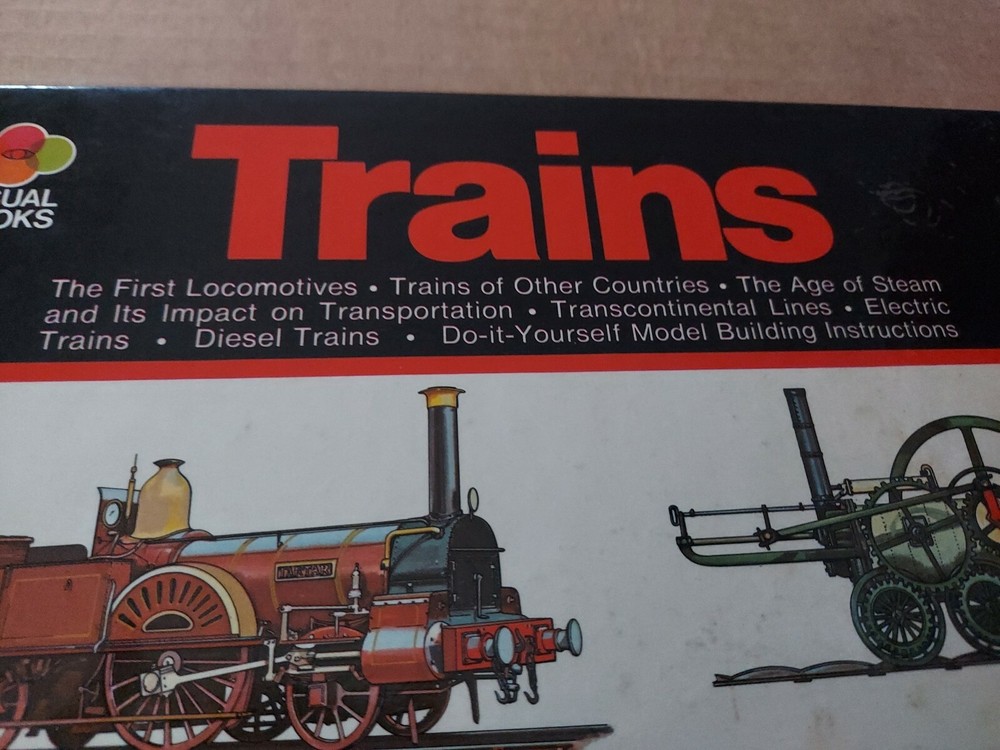 Trains
UAL
OKS
The First Locomotives • Trains of Other Countries • The Age of Steam
and Its Impact on Transportation • Transcontinental Lines • Electric
Trains • Diesel Trains • Do-it-Yourself Model Building Instructions